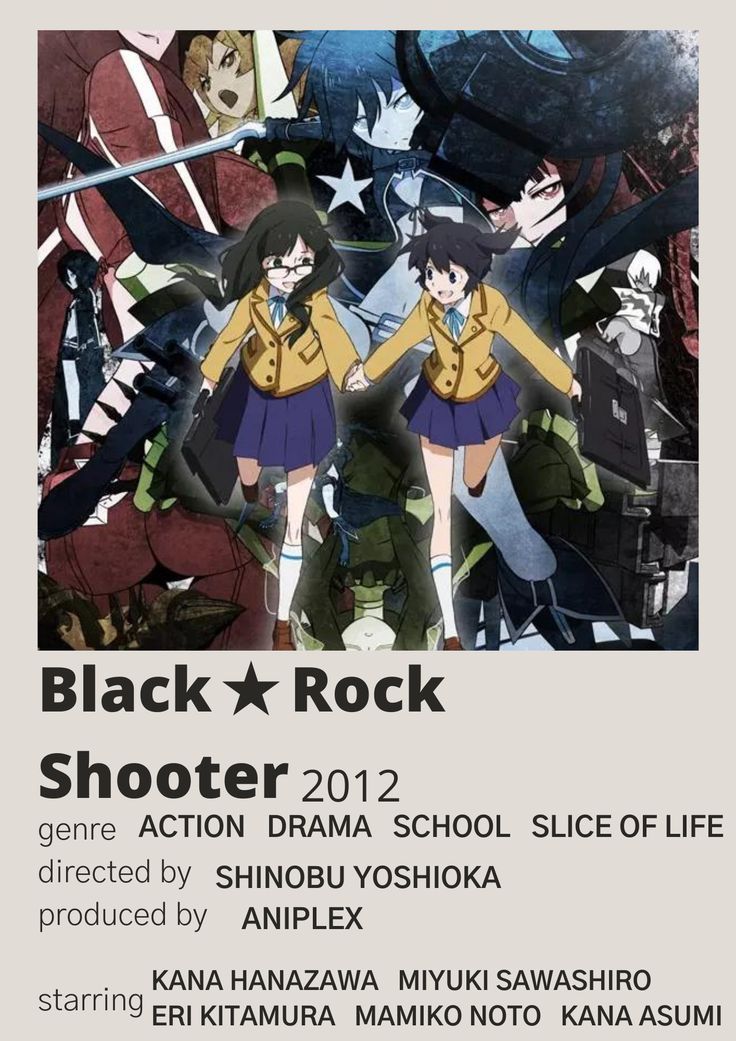 Black★Rock
Shooter 2012
genre ACTION DRAMA SCHOOL SLICE OF LIFE
directed by SHINOBU YOSHIOKA
produced by ANIPLEX
starring KANA HANAZAWA MIYUKI SAWASHIRO
ERI KITAMURA MAMIKO NOTO KANA ASUMI